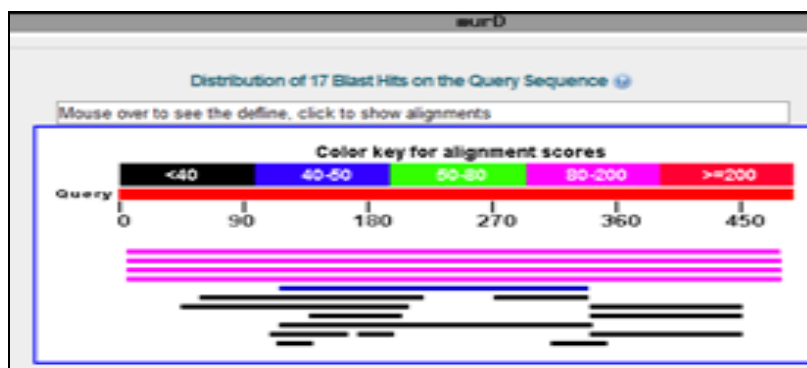 murD
Distribution of 17 Blast Hits on the Query Sequence
Mouse over to see the defline, click to show alignments
Color key for alignment scores
<40 40-50 50-80 80-200 >=200
Query
0 90 180 270 360 450